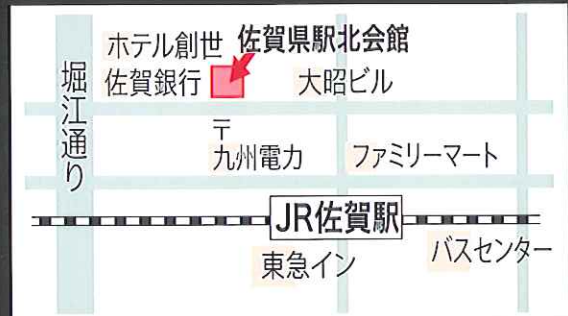 ホテル創世
佐賀県駅北会館
佐賀銀行
大昭ビル
堀江通り
〒
九州電力
ファミリーマート
JR佐賀駅
東急イン
バスセンター